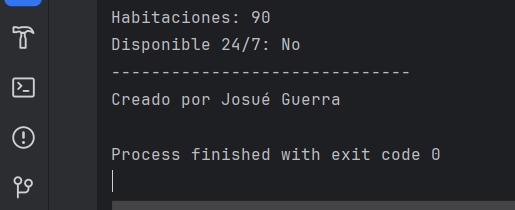 Habitaciones: 90
Disponible 24/7: No
------------------------------
Creado por Josué Guerra
Process finished with exit code 0